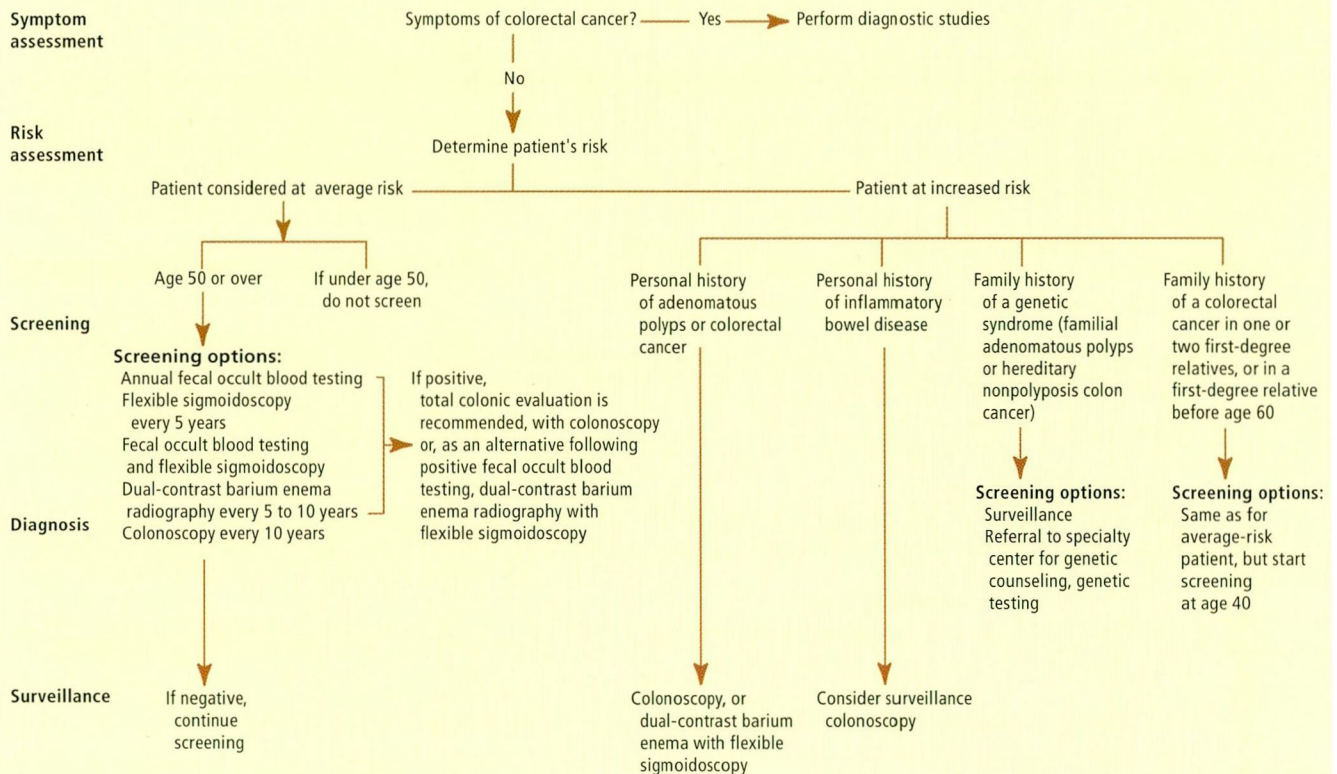 Symptom
assessment
Symptoms of colorectal cancer?
Yes
Perform diagnostic studies
No
Risk
assessment
Determine patient's risk
Patient considered at average risk
Patient at increased risk
Age 50 or over
If under age 50,
do not screen
Personal history
of adenomatous
polyps or colorectal
cancer
Personal history
of inflammatory
bowel disease
Family history
of a genetic
syndrome (familial
adenomatous polyps
or hereditary
nonpolyposis colon
cancer)
Family history
of a colorectal
cancer in one or
two first-degree
relatives, or in a
first-degree relative
before age 60
Screening
Screening options:
Annual fecal occult blood testing
Flexible sigmoidoscopy
every 5 years
Fecal occult blood testing
and flexible sigmoidoscopy
Dual-contrast barium enema
radiography every 5 to 10 years
Colonoscopy every 10 years
If positive,
total colonic evaluation is
recommended, with colonoscopy
or, as an alternative following
positive fecal occult blood
testing, dual-contrast barium
enema radiography with
flexible sigmoidoscopy
Screening options:
Surveillance
Referral to specialty
center for genetic
counseling, genetic
testing
Screening options:
Same as for
average-risk
patient, but start
screening
at age 40
Diagnosis
Surveillance
If negative,
continue
screening
Colonoscopy, or
dual-contrast barium
enema with flexible
sigmoidoscopy
Consider surveillance
colonoscopy